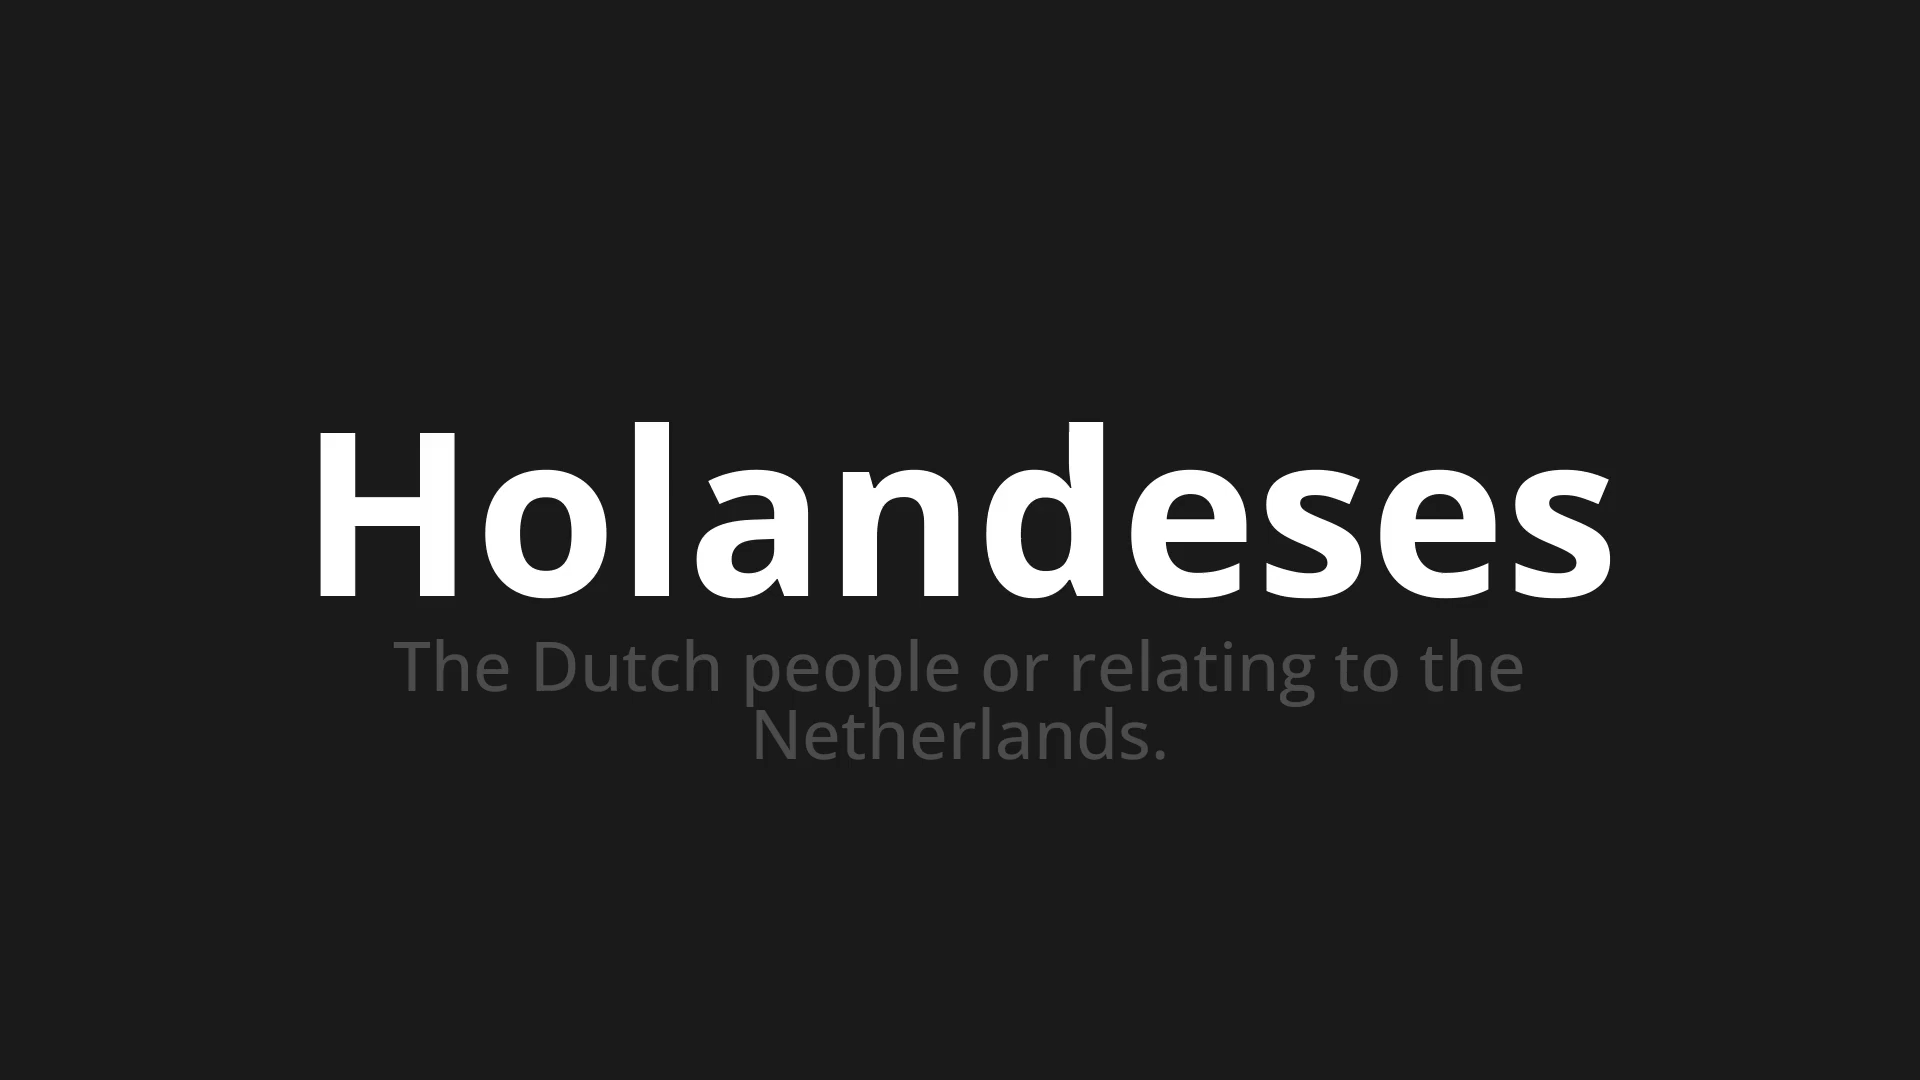 Holandeses
The Dutch people or relating to the
Netherlands.